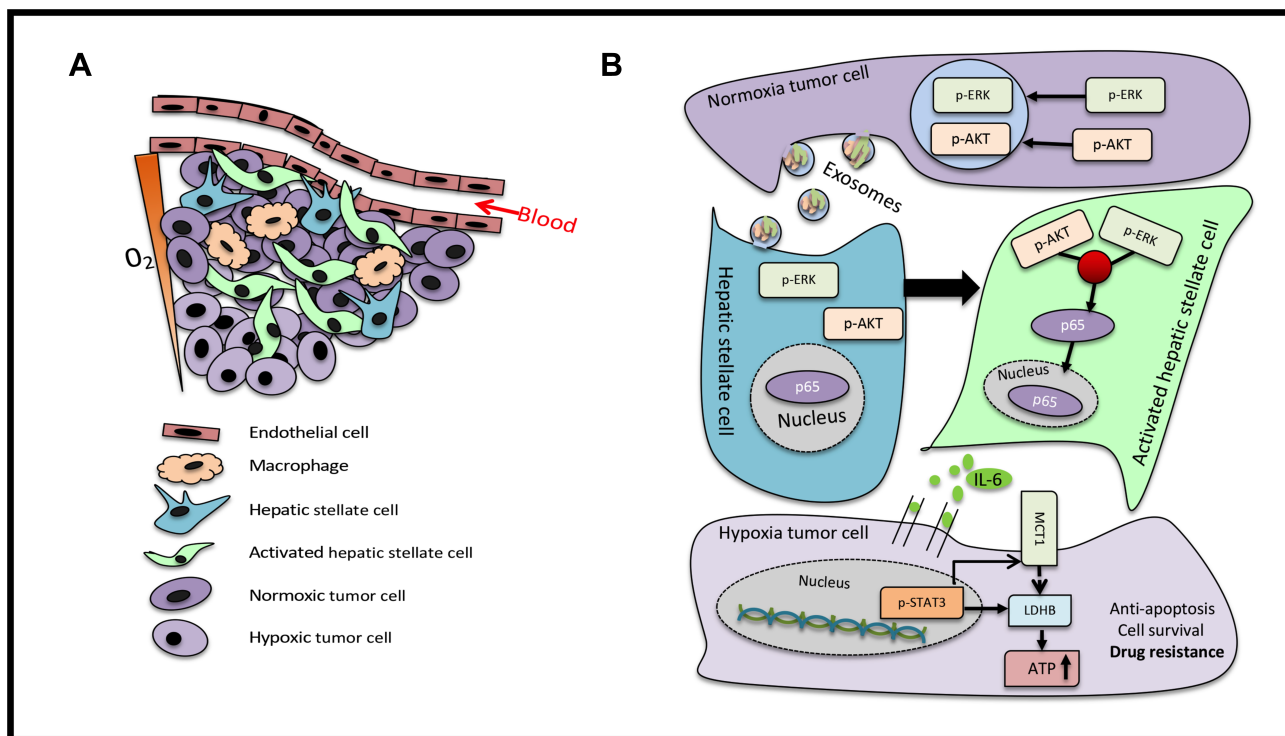 A
Blood
O2
Endothelial cell
Macrophage
Hepatic stellate cell
Activated hepatic stellate cell
Normoxic tumor cell
Hypoxic tumor cell
B
Normoxia tumor cell
p-ERK
p-ERK
p-AKT
p-AKT
Exosomes
Hepatic stellate cell
p-ERK
p-AKT
p65
Nucleus
Activated hepatic stellate cell
p-AKT
p-ERK
p65
Nucleus
p65
IL-6
Hypoxia tumor cell
MCT1
Nucleus
p-STAT3
LDHB
ATP
Anti-apoptosis
Cell survival
Drug resistance